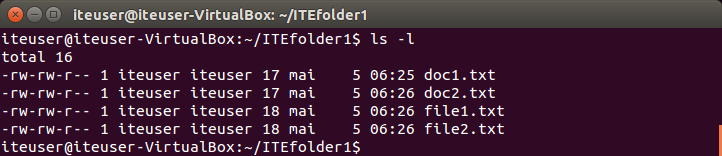 iteuser@iteuser-VirtualBox: ~/ITEfolder1
iteuser@iteuser-VirtualBox:~/ITEfolder1$ ls -l
total 16
-rw-rw-r-- 1 iteuser iteuser 17 mai    5 06:25 doc1.txt
-rw-rw-r-- 1 iteuser iteuser 17 mai    5 06:26 doc2.txt
-rw-rw-r-- 1 iteuser iteuser 18 mai    5 06:26 file1.txt
-rw-rw-r-- 1 iteuser iteuser 18 mai    5 06:26 file2.txt
iteuser@iteuser-VirtualBox:~/ITEfolder1$